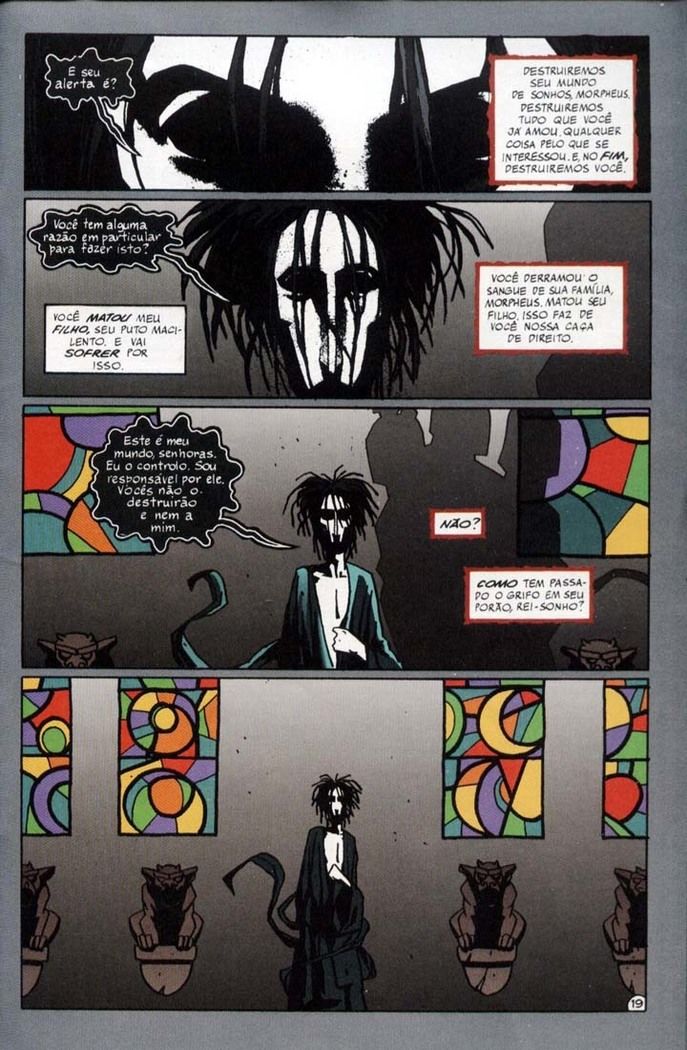 E seu
alerta é?
DESTRUIREMOS
SEU MUNDO
DE SONHOS, MORPHEUS.
DESTRUIREMOS
TUDO QUE VOCÊ
JÁ AMOU, QUALQUER
COISA PELO QUE SE
INTERESSOU. E, NO FIM,
DESTRUIREMOS VOCÊ.
Você tem alguma
razão em particular
para fazer isto?
VOCÊ MATOU MEU
FILHO, SEU PUTO MACI-
LENTO. E VAI
SOFRER POR
ISSO.
VOCÊ DERRAMOU O
SANGUE DE SUA FAMÍLIA,
MORPHEUS. MATOU SEU
FILHO. ISSO FAZ DE
VOCÊ NOSSA CAÇA
DE DIREITO.
Este é meu
mundo, senhoras.
Eu o controlo. Sou
responsável por ele.
Vocês não o
destruirão
e nem a
mim.
NÃO?
COMO TEM PASSA-
DO O GRIFO EM SEU
PORÃO, REI-SONHO?
19